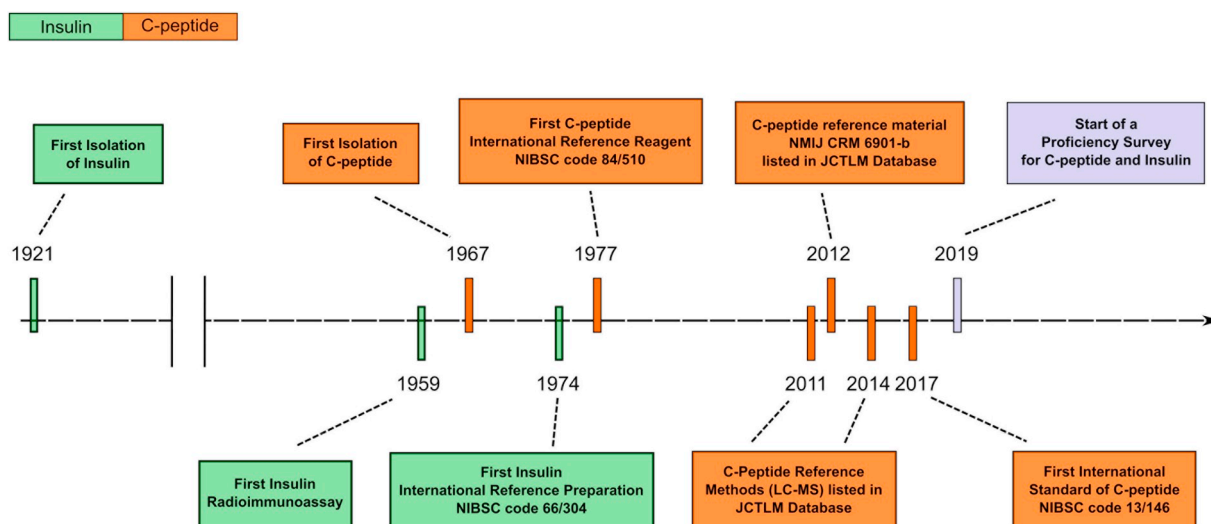 Insulin
C-peptide
First Isolation
of Insulin
First Isolation
of C-peptide
First C-peptide
International Reference Reagent
NIBSC code 84/510
C-peptide reference material
NMIJ CRM 6901-b
listed in JCTLM Database
Start of a
Proficiency Survey
for C-peptide and Insulin
1921
1967
1977
2012
2019
1959
1974
2011
2014
2017
First Insulin
Radioimmunoassay
First Insulin
International Reference Preparation
NIBSC code 66/304
C-Peptide Reference
Methods (LC-MS) listed in
JCTLM Database
First International
Standard of C-peptide
NIBSC code 13/146